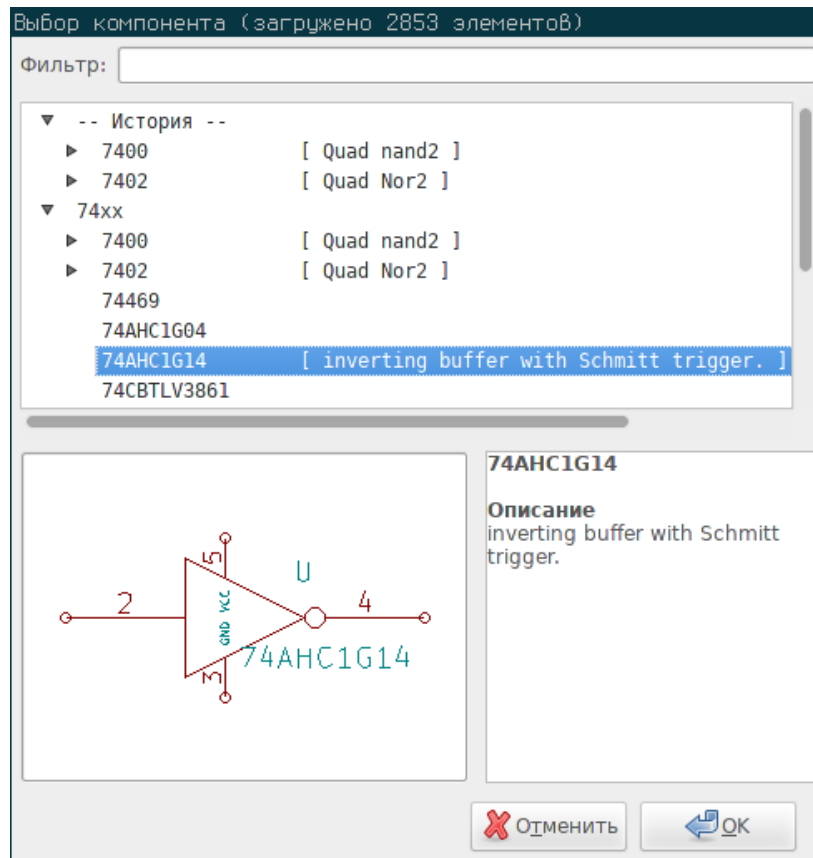 Выбор компонента (загружено 2853 элементов)
Фильтр:
-- История --
7400 [ Quad nand2 ]
7402 [ Quad Nor2 ]
74xx
7400 [ Quad nand2 ]
7402 [ Quad Nor2 ]
74469
74AHC1G04
74AHC1G14 [ inverting buffer with Schmitt trigger. ]
74CBTLV3861
5
U
2
GND VCC
4
74AHC1G14
3
74AHC1G14
Описание
inverting buffer with Schmitt
trigger.
Отменить
OK